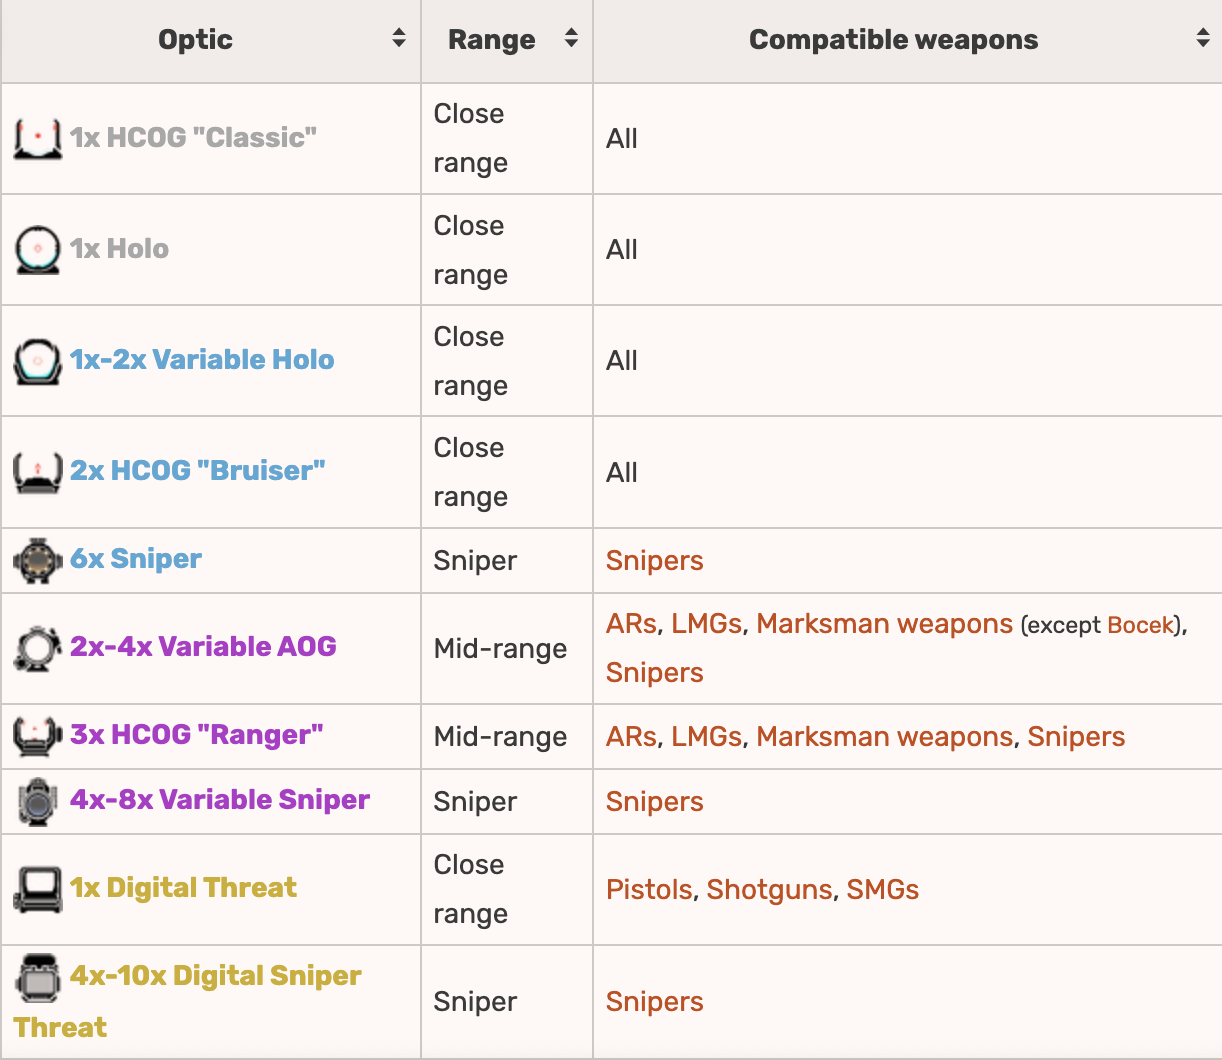 Optic Range Compatible weapons
1x HCOG "Classic" Close range All
1x Holo Close range All
1x-2x Variable Holo Close range All
2x HCOG "Bruiser" Close range All
6x Sniper Sniper Snipers
2x-4x Variable AOG Mid-range ARs, LMGs, Marksman weapons (except Bocek), Snipers
3x HCOG "Ranger" Mid-range ARs, LMGs, Marksman weapons, Snipers
4x-8x Variable Sniper Sniper Snipers
1x Digital Threat Close range Pistols, Shotguns, SMGs
4x-10x Digital Sniper Threat Sniper Snipers